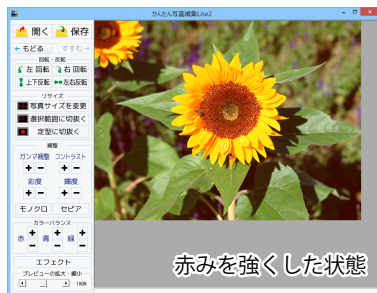 かんたん写真編集Lite2
開く 保存
←もどる すすむ→
回転・反転
左 回転 右 回転
上下反転 左右反転
リサイズ
写真サイズを変更
選択範囲に切抜く
定型に切抜く
補整
ガンマ補整 コントラスト
+ - + -
彩度 輝度
+ - + -
モノクロ セピア
カラーバランス
赤 + - 青 + - 緑 + -
エフェクト
プレビューの拡大・縮小
100%
赤みを強くした状態